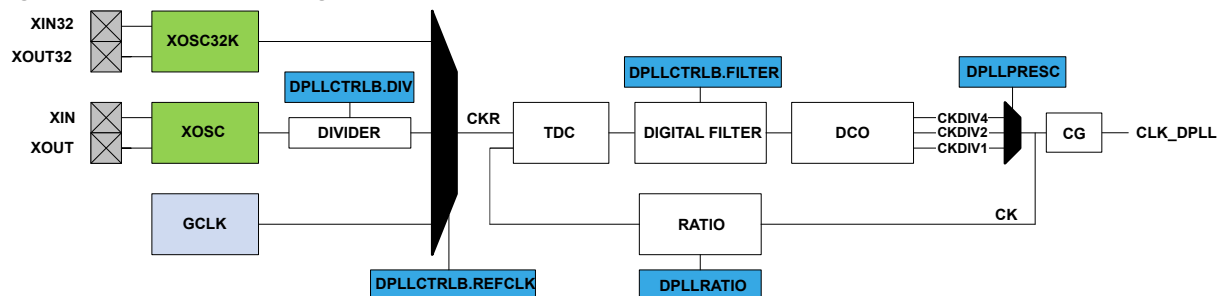 XIN32
XOUT32
XOSC32K
DPLLCTRLB.DIV
DPLLCTRLB.FILTER
DPLLPRESC
XIN
XOUT
XOSC
DIVIDER
CKR
TDC
DIGITAL FILTER
DCO
CKDIV4
CKDIV2
CKDIV1
CG
CLK_DPLL
GCLK
RATIO
CK
DPLLCTRLB.REFCLK
DPLLRATIO